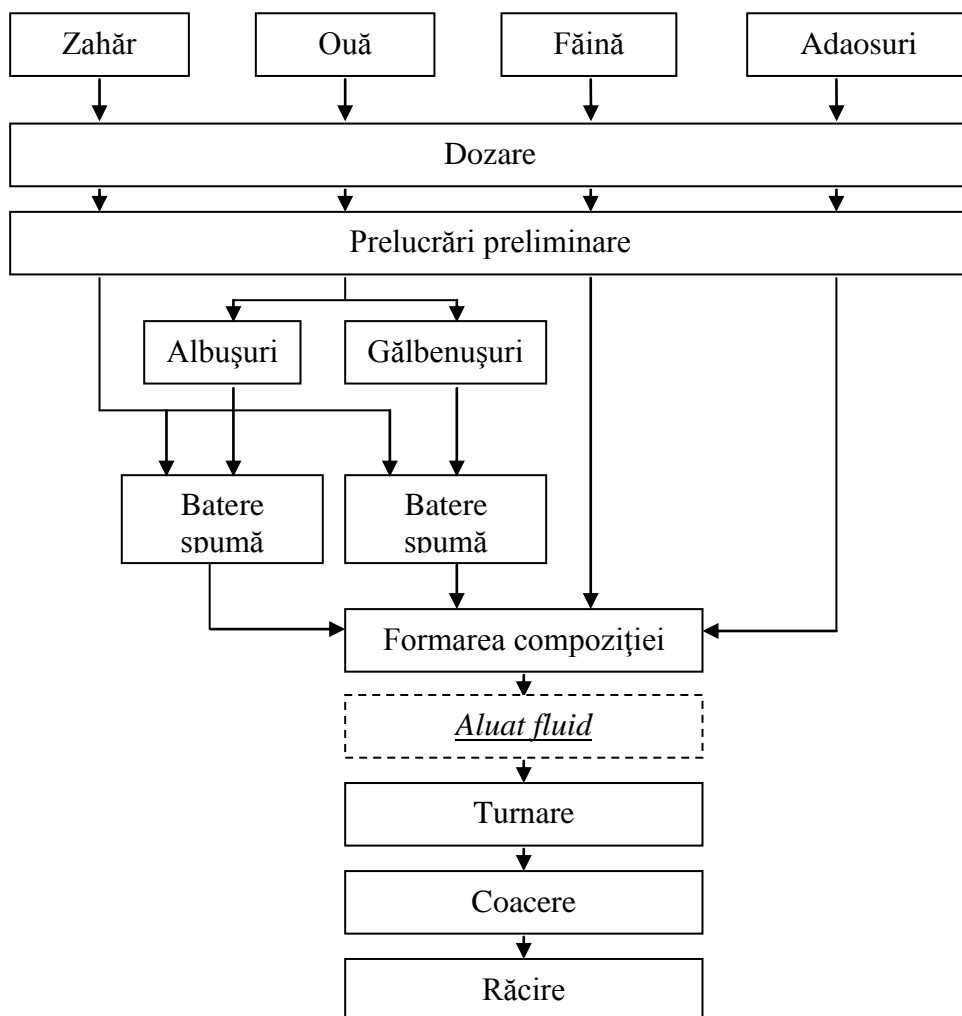 Zahăr
Ouă
Făină
Adaosuri
Dozare
Prelucrări preliminare
Albuşuri
Gălbenuşuri
Batere
spumă
Batere
spumă
Formarea compoziţiei
Aluat fluid
Turnare
Coacere
Răcire